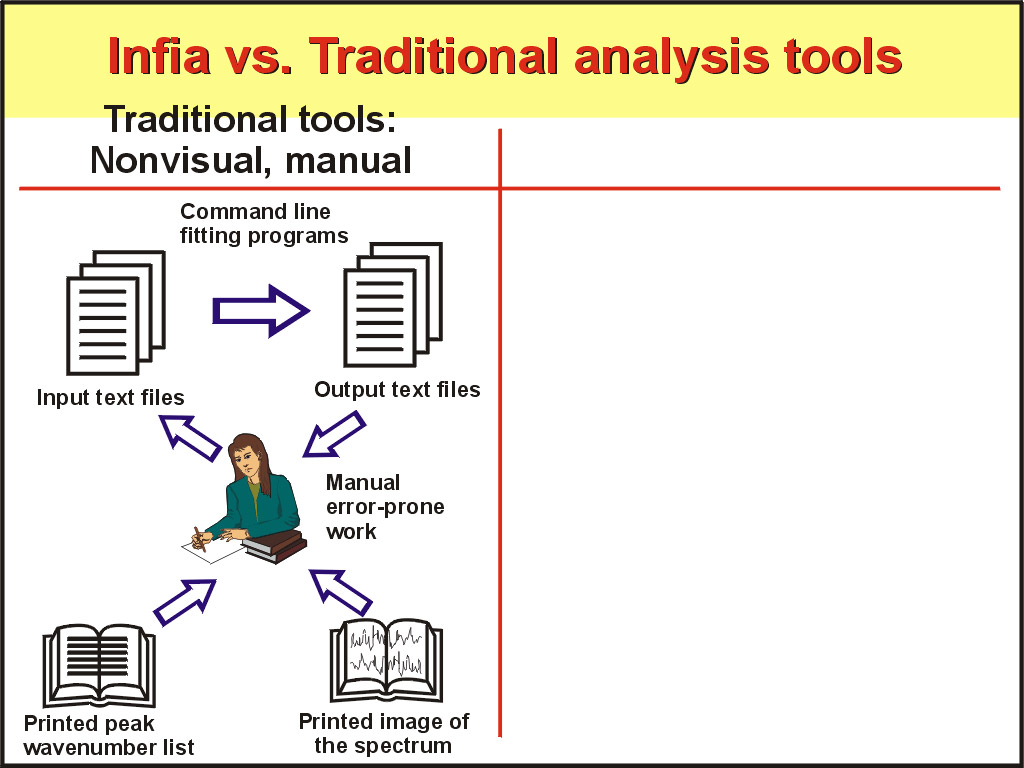 Infia vs. Traditional analysis tools
Traditional tools:
Nonvisual, manual
Command line
fitting programs
Input text files
Output text files
Manual
error-prone
work
Printed peak
wavenumber list
Printed image of
the spectrum